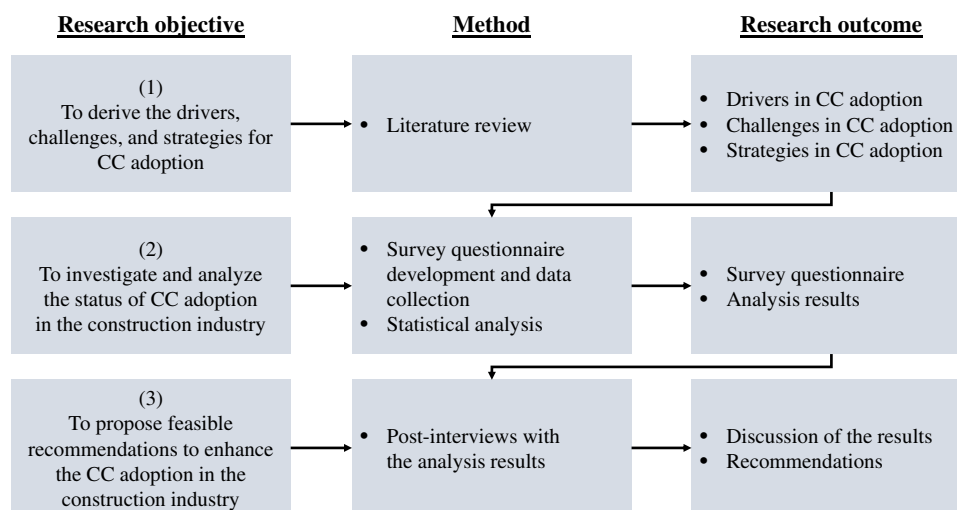 Research objective
Method
Research outcome
(1)
To derive the drivers,
challenges, and strategies for
CC adoption
• Literature review
• Drivers in CC adoption
• Challenges in CC adoption
• Strategies in CC adoption
(2)
To investigate and analyze
the status of CC adoption
in the construction industry
• Survey questionnaire
development and data
collection
• Statistical analysis
• Survey questionnaire
• Analysis results
(3)
To propose feasible
recommendations to enhance
the CC adoption in the
construction industry
• Post-interviews with
the analysis results
• Discussion of the results
• Recommendations